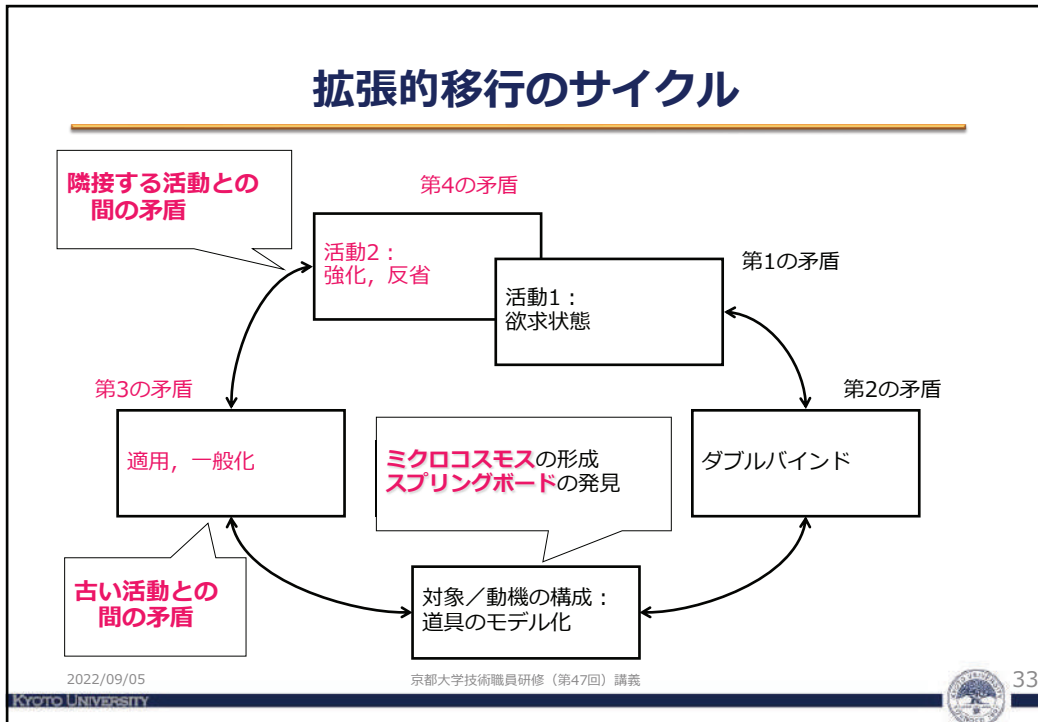 拡張的移行のサイクル
隣接する活動との
間の矛盾
第4の矛盾
活動2：
強化，反省
第1の矛盾
活動1：
欲求状態
第3の矛盾
第2の矛盾
適用，一般化
ミクロコスモスの形成
スプリングボードの発見
ダブルバインド
古い活動との
間の矛盾
対象／動機の構成：
道具のモデル化
2022/09/05
京都大学技術職員研修（第47回）講義
33
KYOTO UNIVERSITY